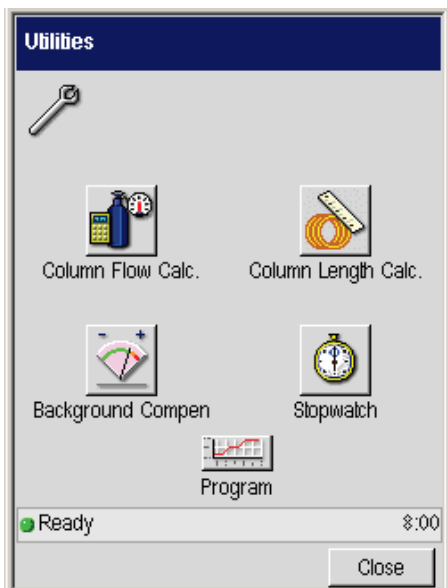 Utilities
Column Flow Calc.
Column Length Calc.
- +
Background Compen
Stopwatch
Program
Ready
8:00
Close